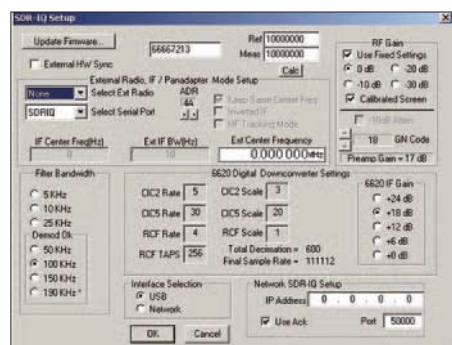 SDR-IQ Setup
Update Firmware...
66667213
Ref 10000000
Meas 10000000
Calc
External HW Sync
RF Gain
Use Fixed Settings
0 dB -20 dB
-10 dB -30 dB
Calibrated Screen
-10dB Atten
18 GN Code
Preamp Gain = 17 dB
External Radio, IF / Panadapter Mode Setup
None Select Ext Radio
ADR
4A
SDRIQ Select Serial Port
Keep Same Center Freq
Inverted IF
NF Tracking Mode
IF Center Freq(Hz)
0
Ext IF BW(Hz)
10
Ext Center Frequency
0.000 000 MHz
Filter Bandwidth
5 KHz
10 KHz
25 KHz
Demod Ok
50 KHz
100 KHz
150 KHz
190 KHz *
6620 Digital Downconverter Settings
CIC2 Rate 5 CIC2 Scale 3
CIC5 Rate 30 CIC5 Scale 20
RCF Rate 4 RCF Scale 1
RCF TAPS 256
Total Decimation = 600
Final Sample Rate = 111112
6620 IF Gain
+24 dB
+18 dB
+12 dB
+6 dB
+0 dB
Interface Selection
USB
Network
Network SDR-IQ Setup
IP Address 0 . 0 . 0 . 0
Use Ack Port 50000
OK Cancel